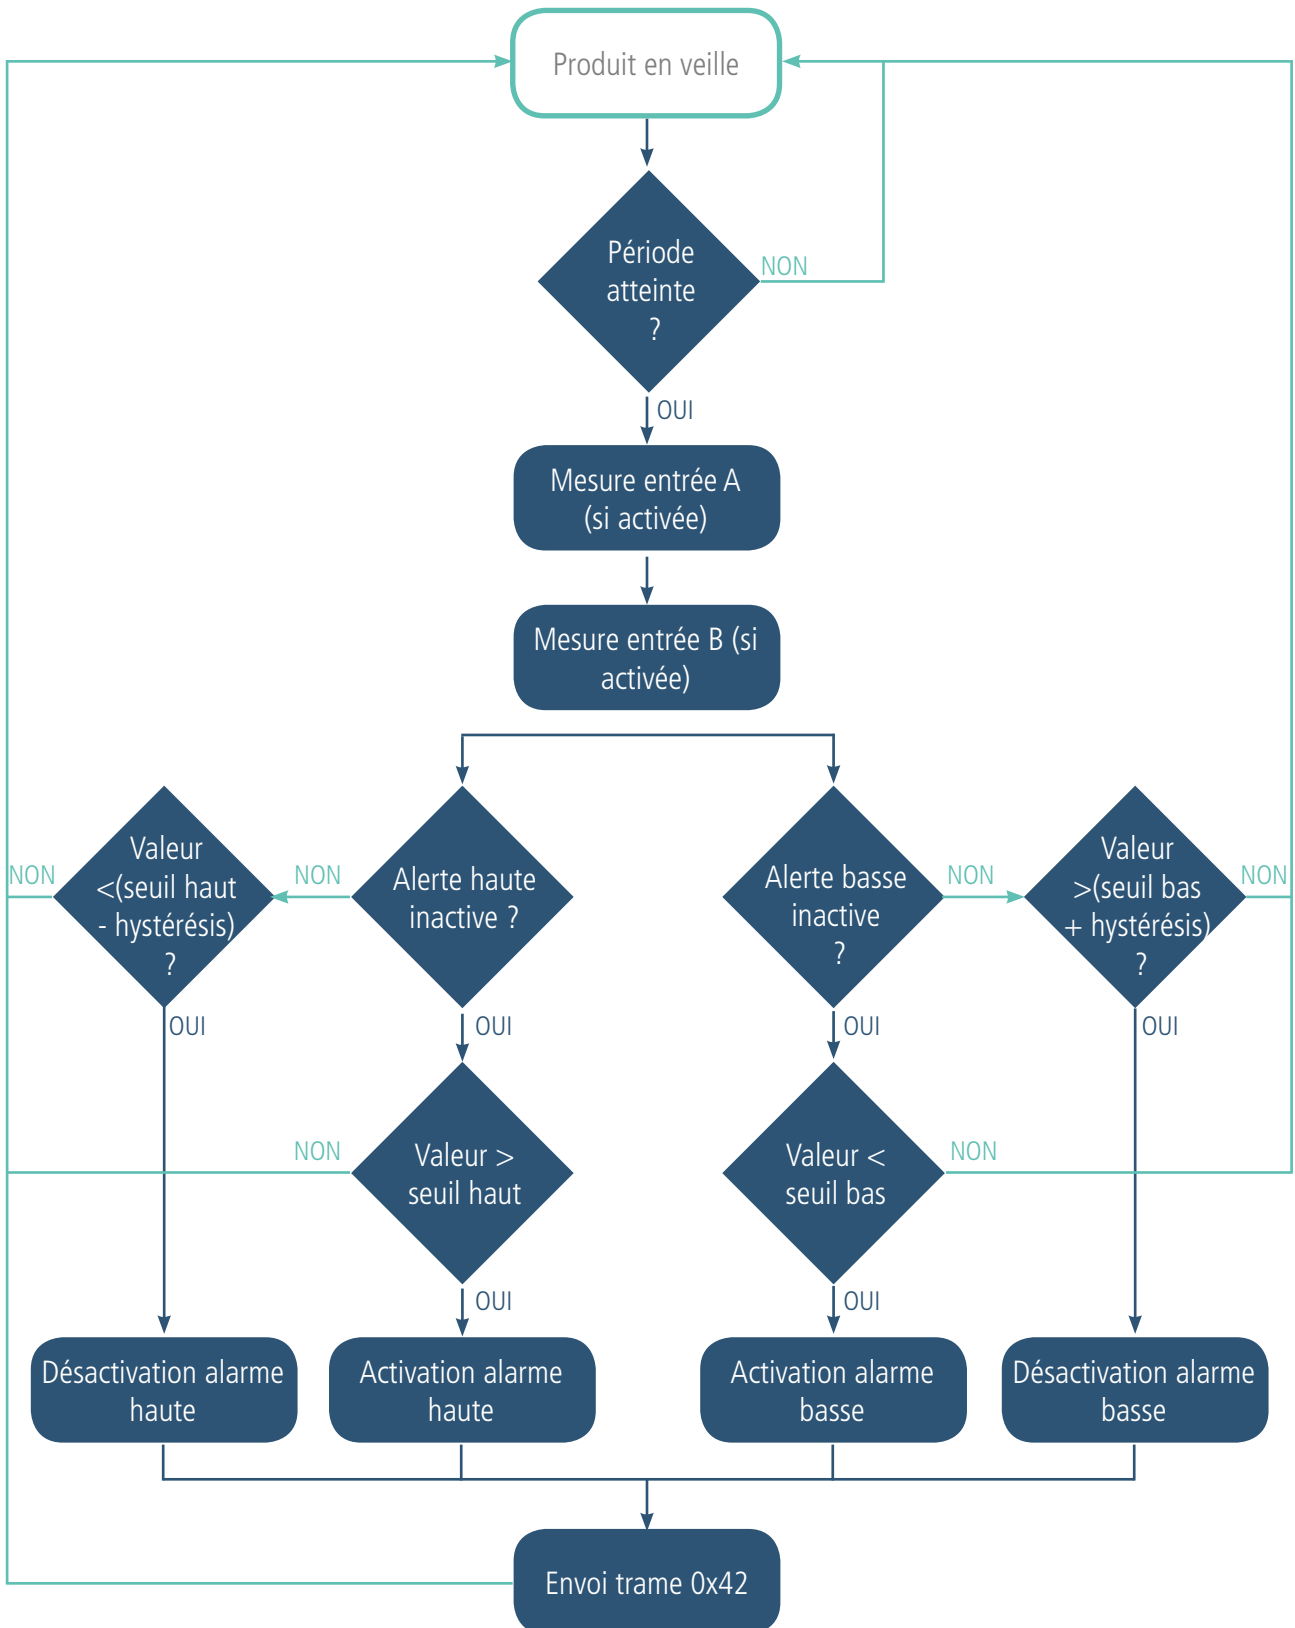 Produit en veille
Période
atteinte
?
NON
OUI
Mesure entrée A
(si activée)
Mesure entrée B (si
activée)
Valeur
<(seuil haut
- hystérésis)
?
NON
OUI
NON
Alerte haute
inactive ?
OUI
Alerte basse
inactive
?
NON
OUI
Valeur
>(seuil bas
+ hystérésis)
?
NON
OUI
NON
Valeur >
seuil haut
OUI
Valeur <
seuil bas
NON
OUI
Désactivation alarme
haute
Activation alarme
haute
Activation alarme
basse
Désactivation alarme
basse
Envoi trame 0x42